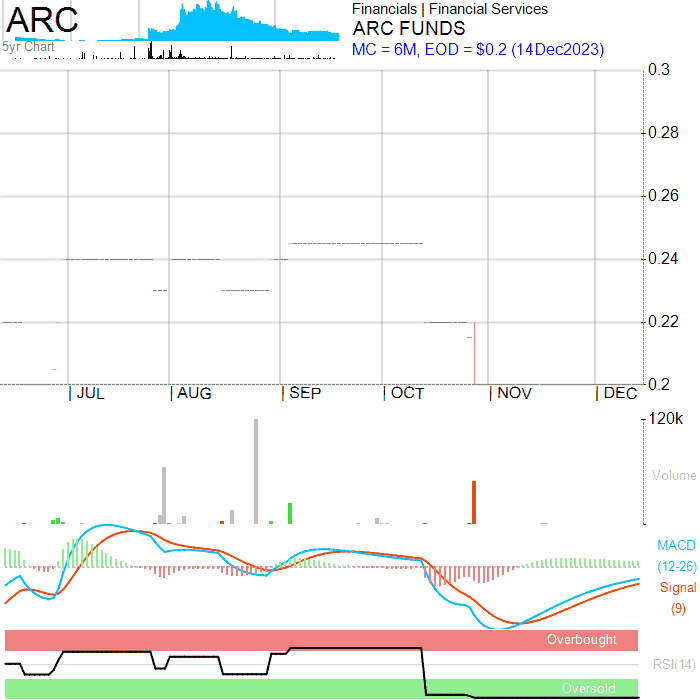 ARC
Financials | Financial Services
ARC FUNDS
5yr Chart
MC = 6M, EOD = $0.2 (14Dec2023)
0.3
0.28
0.26
0.24
0.22
0.2
| JUL | AUG | SEP | OCT | NOV | DEC
120k
Volume
MACD
(12-26)
Signal
(9)
Overbought
RSI(14)
Oversold